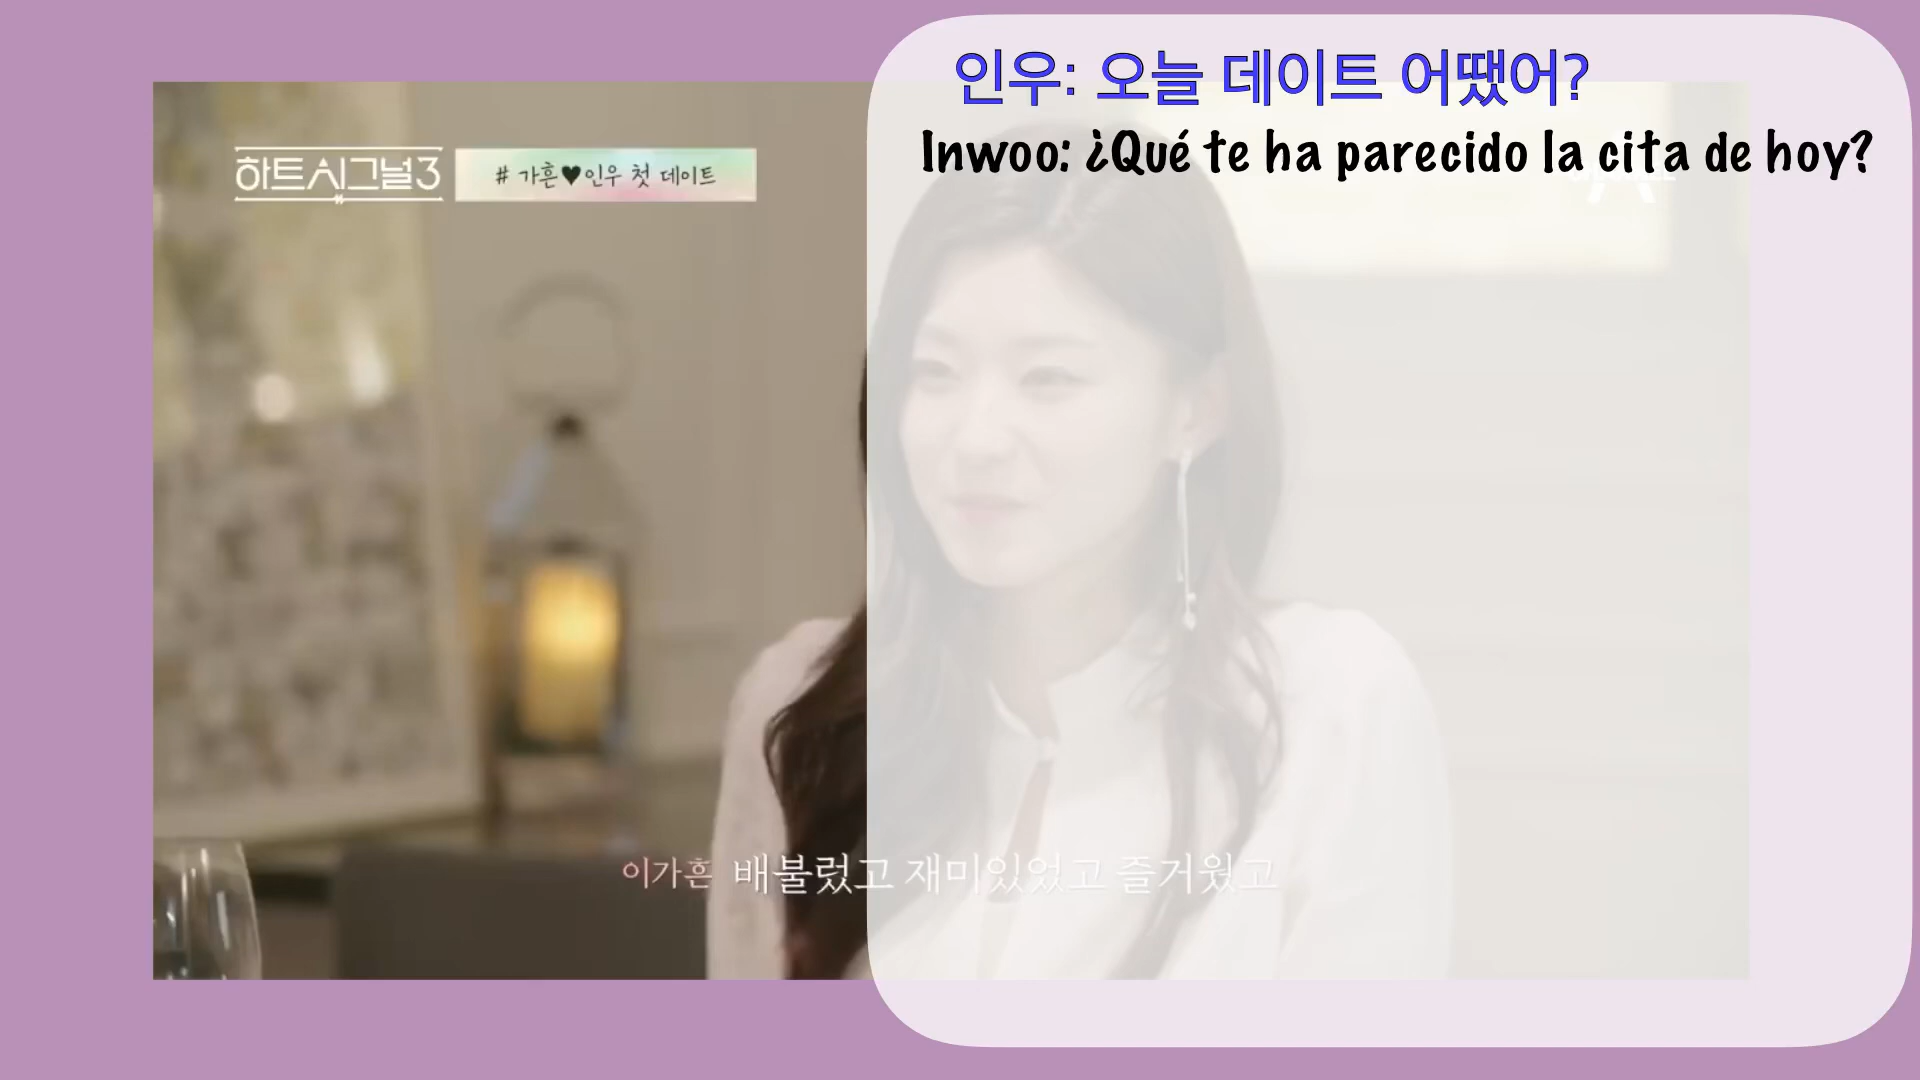 인우: 오늘 데이트 어땠어?
Inwoo: ¿Qué te ha parecido la cita de hoy?
하트시그널3
# 가흔♥인우 첫 데이트
이가흔 배불렀고 재미있었고 즐거웠고